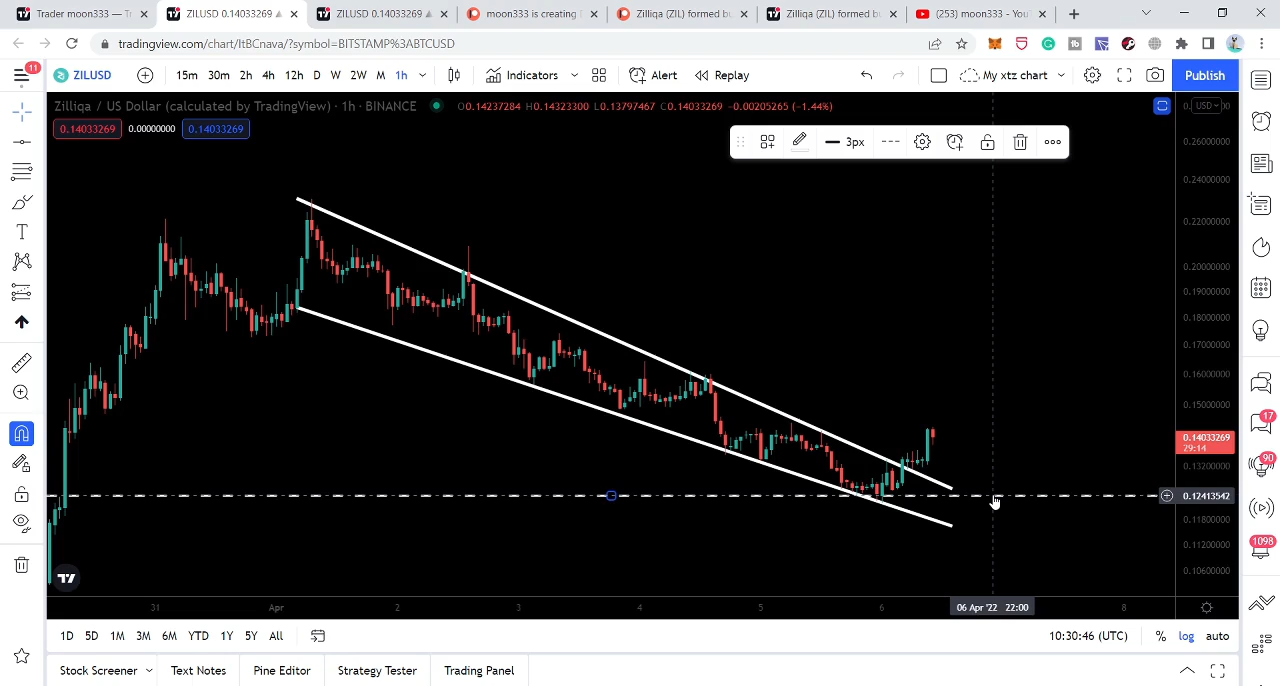 Trader moon333 — Tr
ZILUSD 0.14033269
ZILUSD 0.14033269
moon333 is creating T
Zilliqa (ZIL) formed bu
Zilliqa (ZIL) formed bu
(253) moon333 - You
tradingview.com/chart/ItBCnava/?symbol=BITSTAMP%3ABTCUSD
11
ZILUSD
15m 30m 2h 4h 12h D W 2W M 1h
Indicators
Alert
Replay
My xtz chart
Publish
Zilliqa / US Dollar (calculated by TradingView) · 1h · BINANCE
O0.14237284 H0.14323300 L0.13797467 C0.14033269 -0.00205265 (-1.44%)
USD
0.14033269 0.00000000 0.14033269
3px
0.26000000
0.24000000
0.22000000
0.20000000
0.19000000
0.18000000
0.17000000
0.16000000
0.15000000
17
0.14033269
29:14
90
0.13200000
0.12413542
0.11800000
0.11200000
1098
0.10600000
31 Apr 2 3 4 5 6 06 Apr '22 22:00 8
1D 5D 1M 3M 6M YTD 1Y 5Y All
10:30:46 (UTC) % log auto
Stock Screener Text Notes Pine Editor Strategy Tester Trading Panel